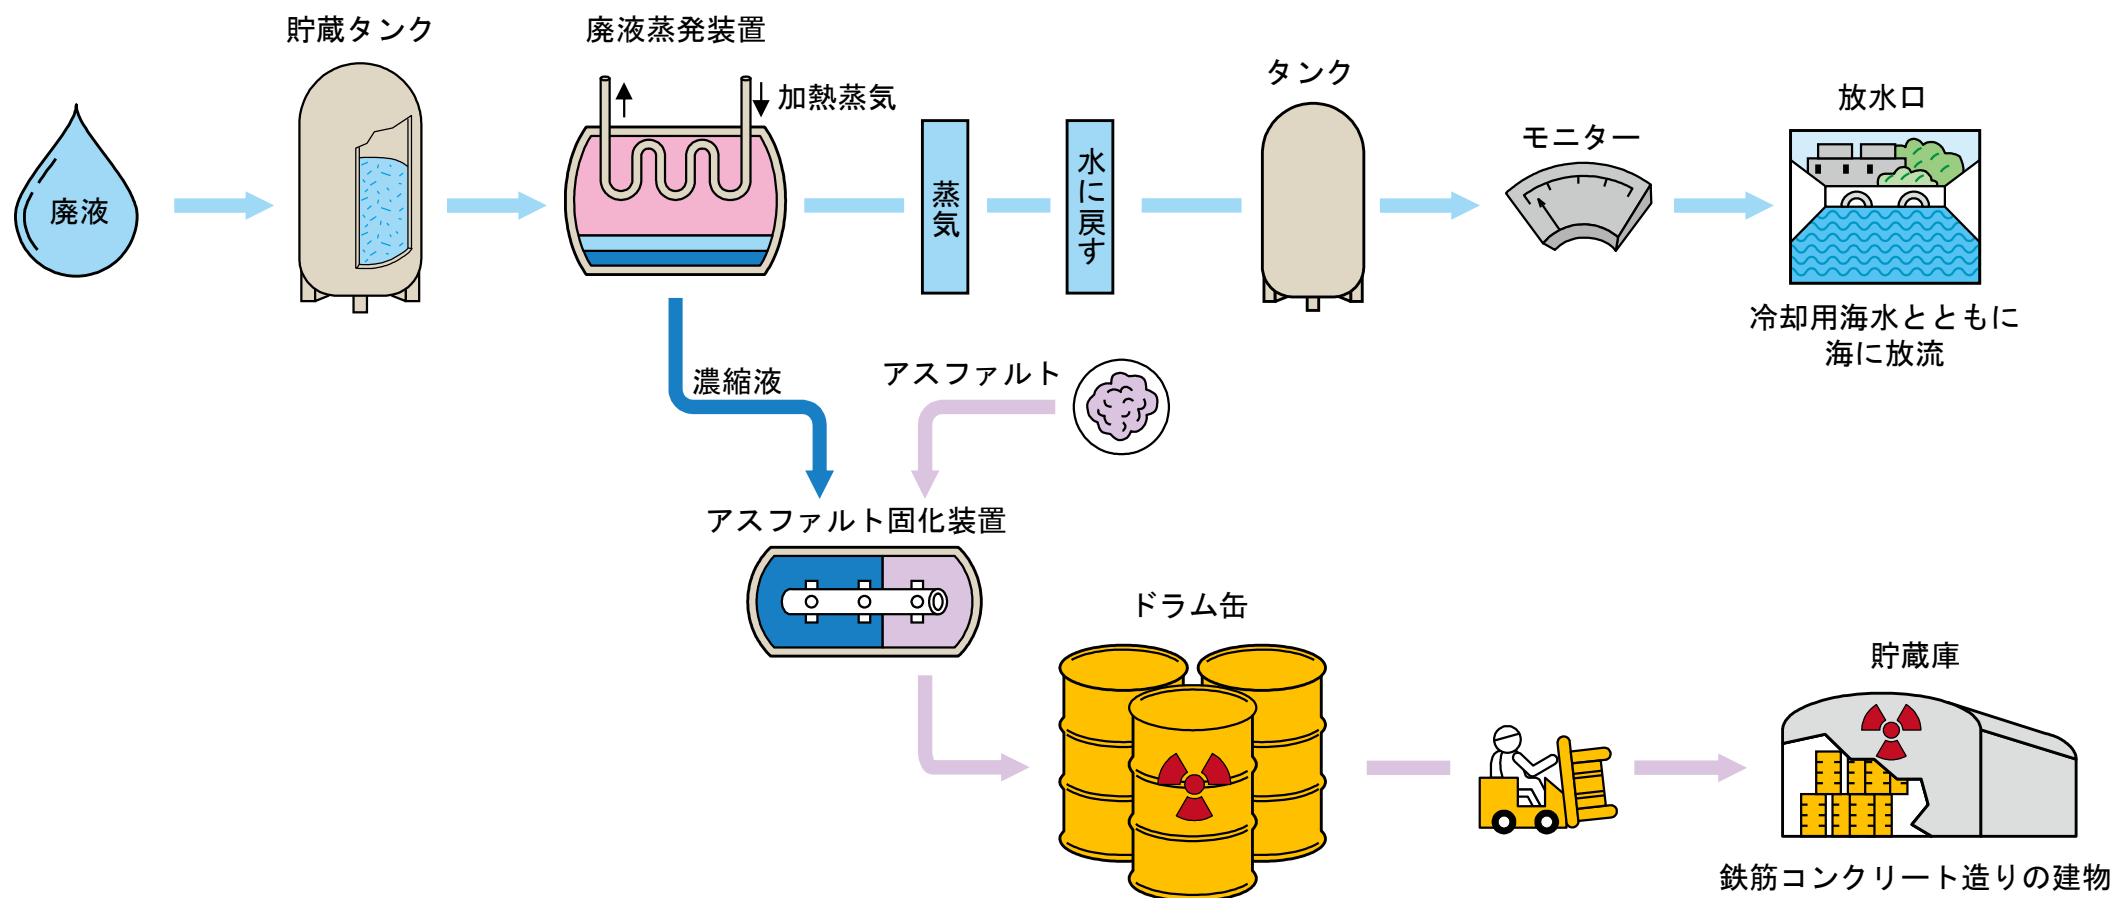 貯蔵タンク
廃液蒸発装置
加熱蒸気
タンク
モニター
放水口
廃液
蒸気
水に戻す
冷却用海水とともに
海に放流
濃縮液
アスファルト
アスファルト固化装置
ドラム缶
貯蔵庫
鉄筋コンクリート造りの建物